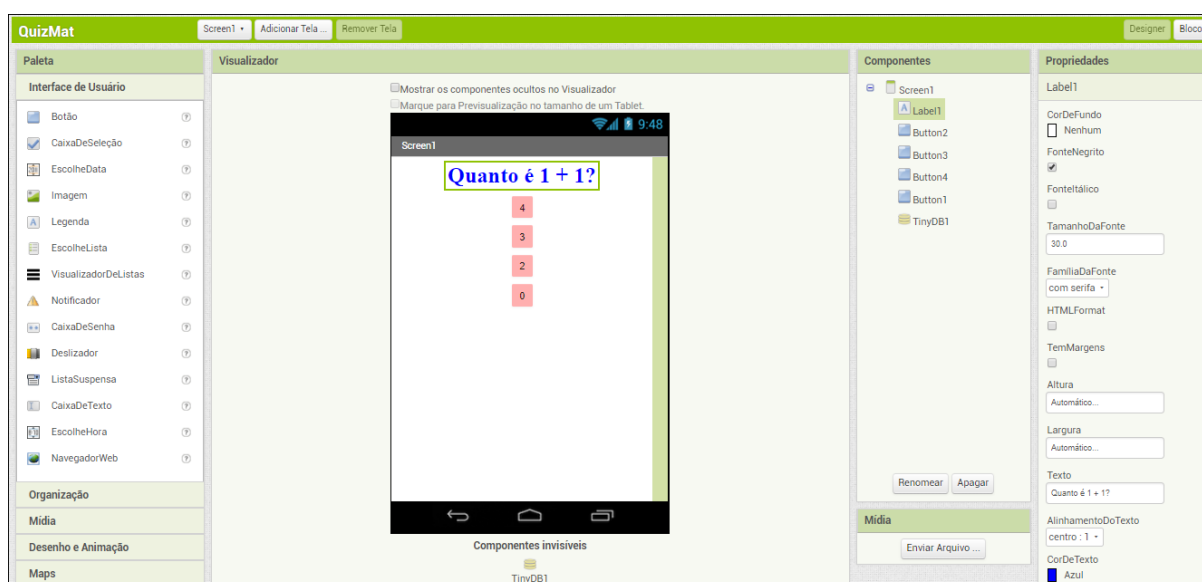 QuizMat
Screen1
Adicionar Tela ...
Remover Tela
Designer
Bloco
Paleta
Interface de Usuário
Botão
CaixaDeSeleção
EscolheData
Imagem
Legenda
EscolheLista
VisualizadorDeListas
Notificador
CaixaDeSenha
Deslizador
ListaSuspensa
CaixaDeTexto
EscolheHora
NavegadorWeb
Organização
Mídia
Desenho e Animação
Maps
Visualizador
Mostrar os componentes ocultos no Visualizador
Marque para Previsualização no tamanho de um Tablet.
9:48
Screen1
Quanto é 1 + 1?
4
3
2
0
Componentes invisíveis
TinyDB1
Componentes
Screen1
Label1
Button2
Button3
Button4
Button1
TinyDB1
Renomear Apagar
Mídia
Enviar Arquivo ...
Propriedades
Label1
CorDeFundo
Nenhum
FonteNegrito
FonteItálico
TamanhoDaFonte
30.0
FamíliaDaFonte
com serifa
HTMLFormat
TemMargens
Altura
Automático...
Largura
Automático...
Texto
Quanto é 1 + 1?
AlinhamentoDoTexto
centro : 1
CorDeTexto
Azul